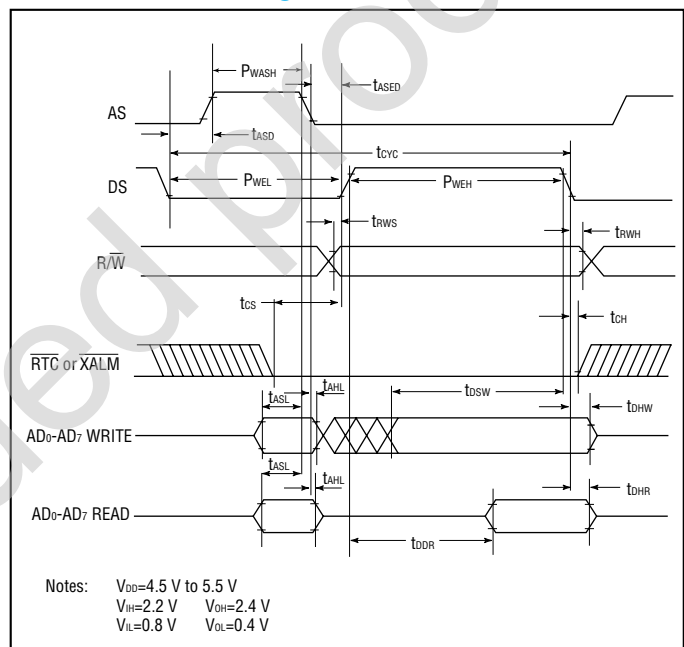 PWASH
tASED
AS
tASD
tCYC
DS
PWEL
PWEH
tRWS
tRWH
R/W̅
tCS
tCH
R̅T̅C̅ or X̅A̅L̅M̅
tDSW
tASL
tAHL
tDHW
AD0-AD7 WRITE
tASL
tAHL
tDHR
AD0-AD7 READ
tDDR
Notes: VDD=4.5 V to 5.5 V
VIH=2.2 V VOH=2.4 V
VIL=0.8 V VOL=0.4 V